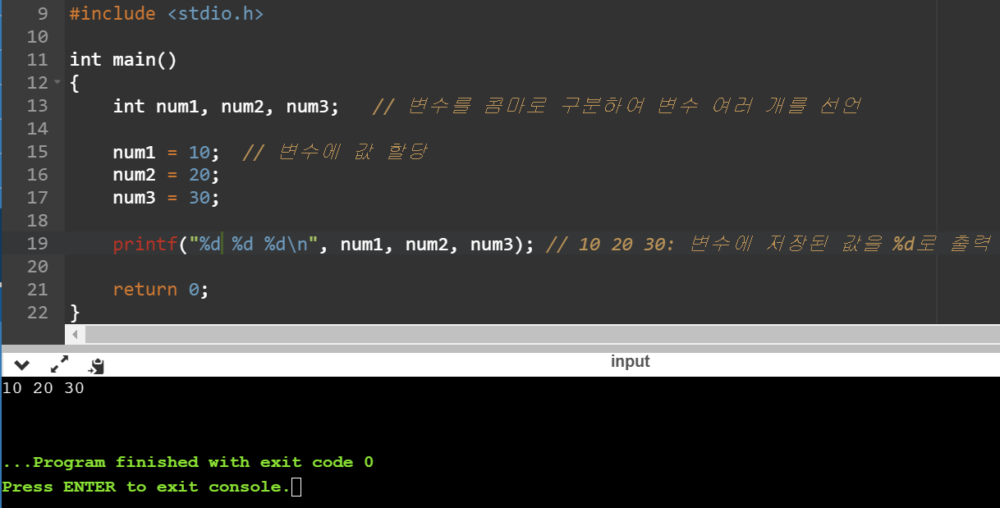 9 #include <stdio.h>
10
11 int main()
12 {
13     int num1, num2, num3;   // 변수를 콤마로 구분하여 변수 여러 개를 선언
14
15     num1 = 10;  // 변수에 값 할당
16     num2 = 20;
17     num3 = 30;
18
19     printf("%d %d %d\n", num1, num2, num3); // 10 20 30: 변수에 저장된 값을 %d로 출력
20
21     return 0;
22 }
input
10 20 30
...Program finished with exit code 0
Press ENTER to exit console.